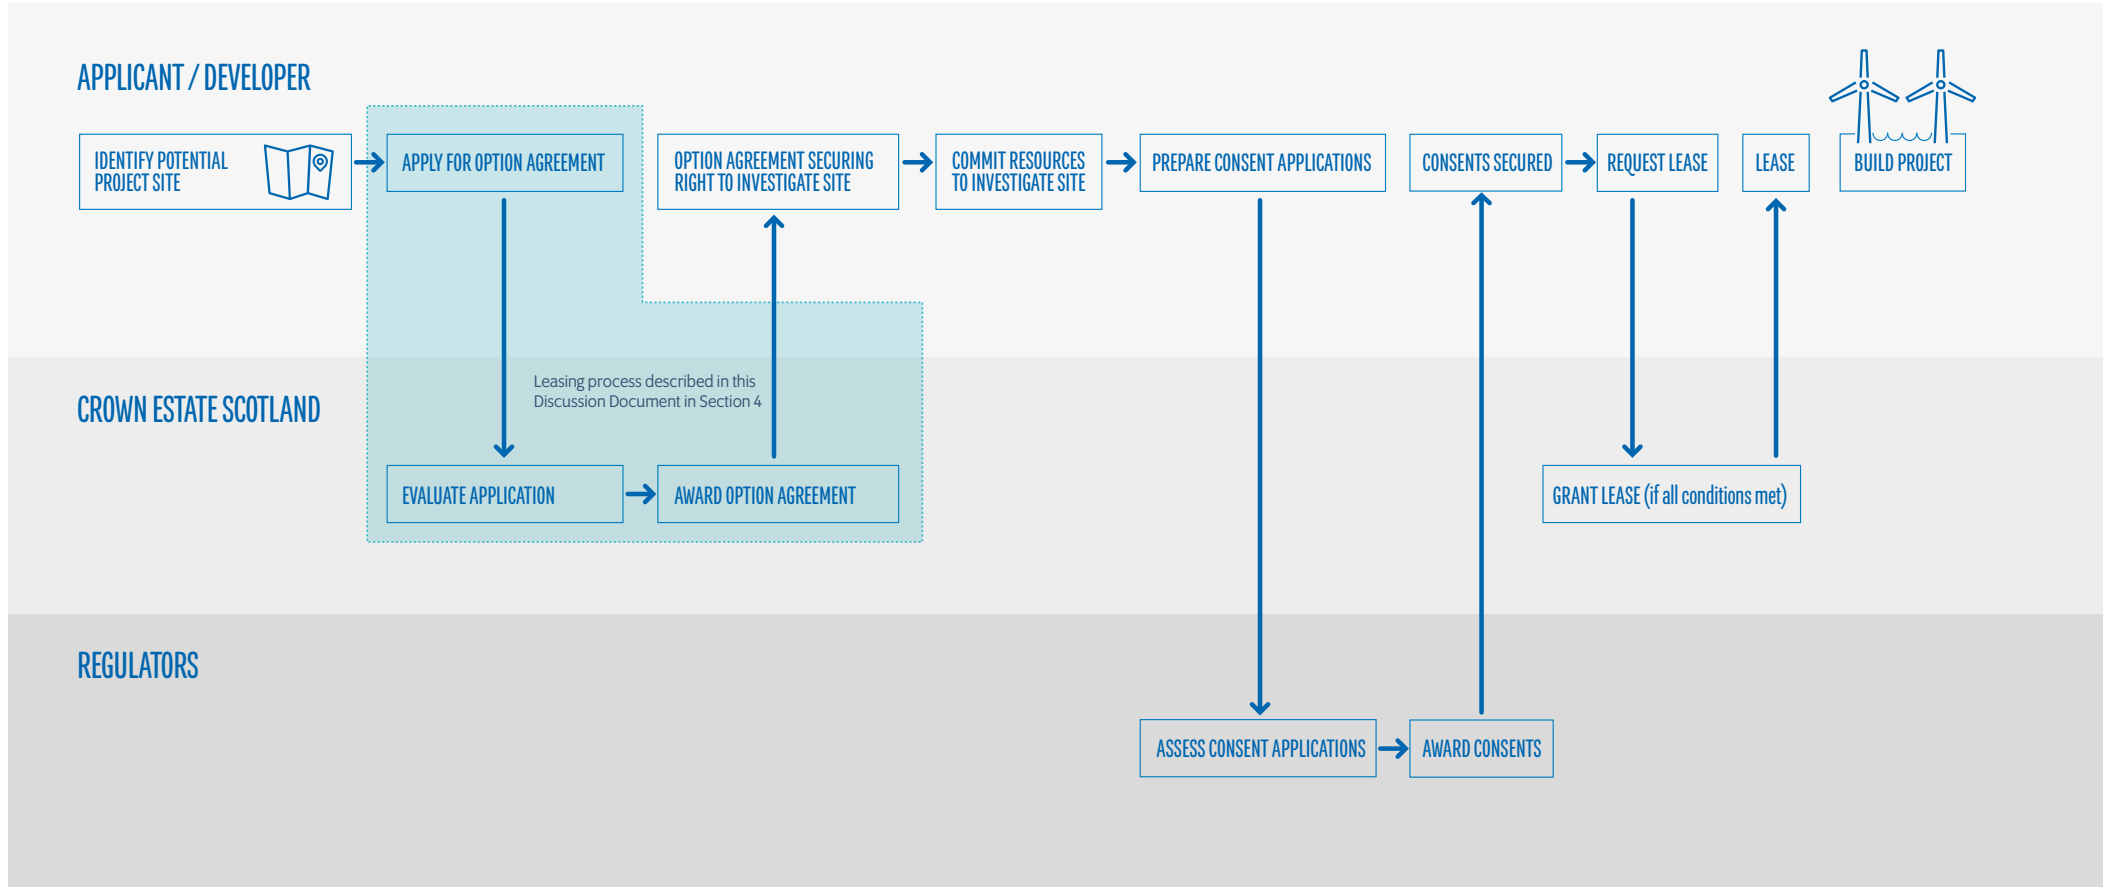 APPLICANT / DEVELOPER
IDENTIFY POTENTIAL
PROJECT SITE
APPLY FOR OPTION AGREEMENT
OPTION AGREEMENT SECURING
RIGHT TO INVESTIGATE SITE
COMMIT RESOURCES
TO INVESTIGATE SITE
PREPARE CONSENT APPLICATIONS
CONSENTS SECURED
REQUEST LEASE
LEASE
BUILD PROJECT
CROWN ESTATE SCOTLAND
Leasing process described in this
Discussion Document in Section 4
EVALUATE APPLICATION
AWARD OPTION AGREEMENT
GRANT LEASE (if all conditions met)
REGULATORS
ASSESS CONSENT APPLICATIONS
AWARD CONSENTS